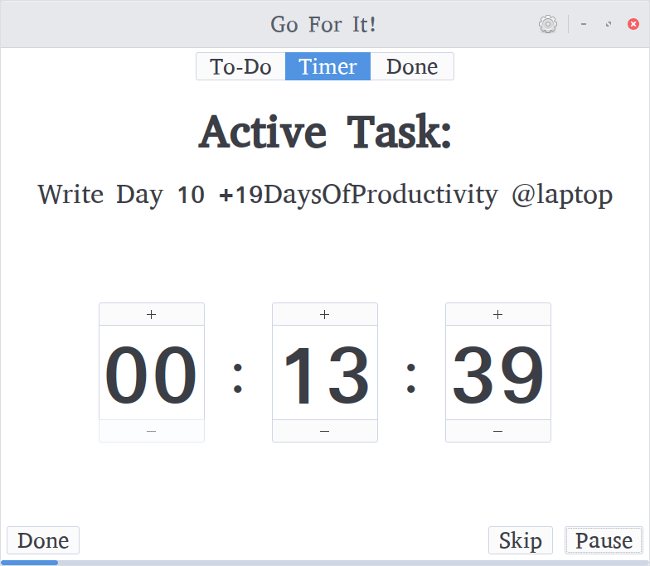 Go For It!
To-Do Timer Done
Active Task:
Write Day 10 +19DaysOfProductivity @laptop
+ + +
00 : 13 : 39
− − −
Done Skip Pause